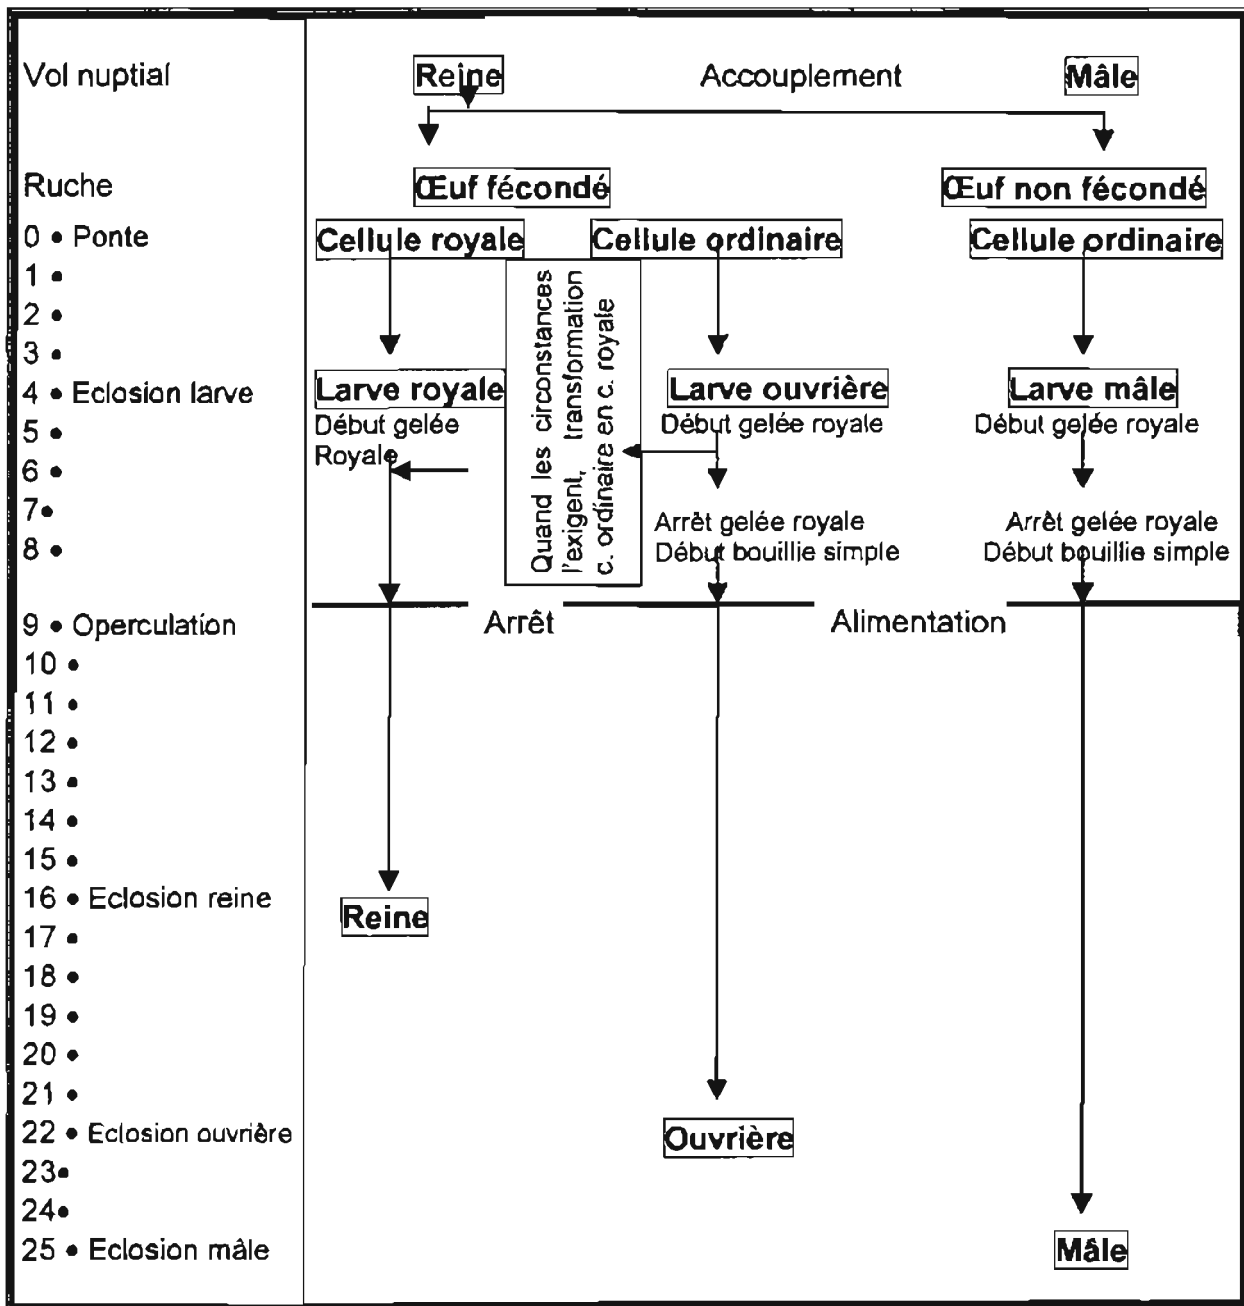 Vol nuptial Reine Accouplement Mâle
Ruche Œuf fécondé Œuf non fécondé
0 • Ponte Cellule royale Cellule ordinaire Cellule ordinaire
1 •
2 •
3 •
4 • Eclosion larve Larve royale Larve ouvrière Larve mâle
5 • Début gelée Début gelée royale Début gelée royale
Royale
6 •
7 •
Arrêt gelée royale Arrêt gelée royale
8 • Début bouillie simple Début bouillie simple
Quand les circonstances
l'exigent, transformation
c. ordinaire en c. royale
9 • Operculation Arrêt Alimentation
10 •
11 •
12 •
13 •
14 •
15 •
16 • Eclosion reine
Reine
17 •
18 •
19 •
20 •
21 •
22 • Eclosion ouvrière Ouvrière
23•
24•
25 • Eclosion mâle Mâle